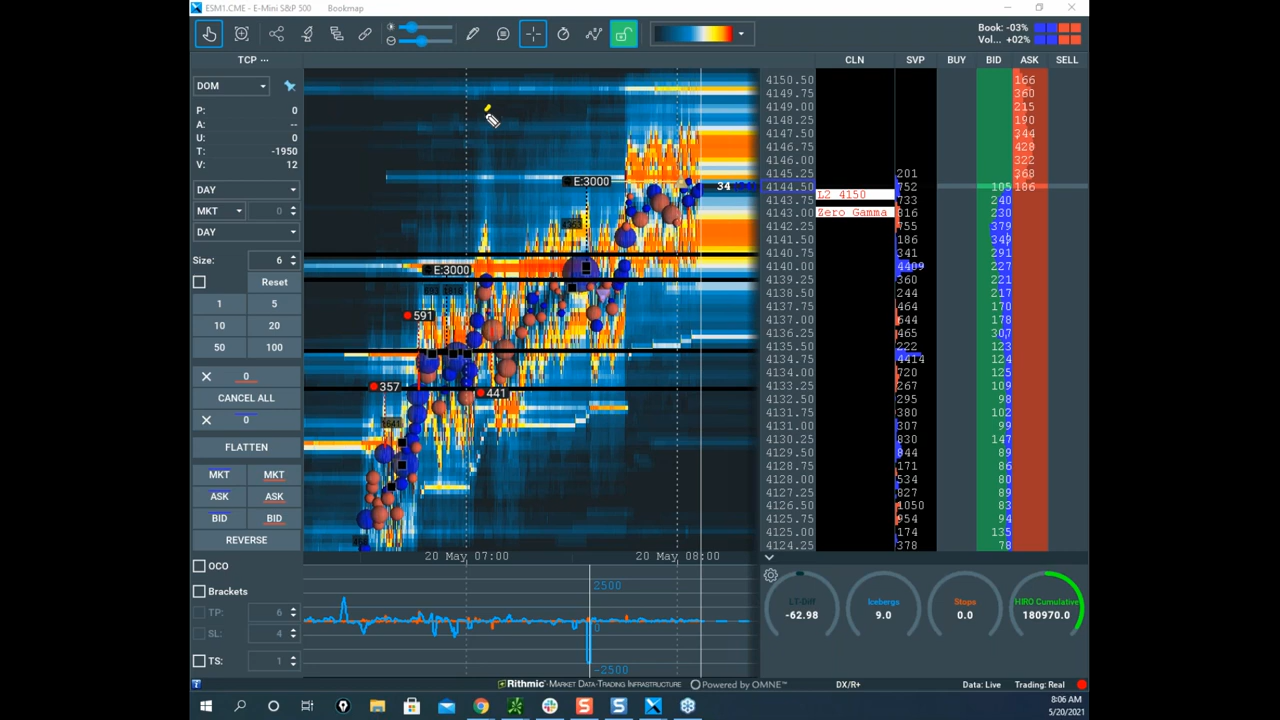 ESM1.CME - E-Mini S&P 500 Bookmap
Book: -03%
Vol... +02%
TCP ...
CLN SVP BUY BID ASK SELL
DOM
P: 0
A: --
U: 0
T: -1950
V: 12
DAY
MKT 0
DAY
Size: 6
Reset
1 5
10 20
50 100
0
CANCEL ALL
0
FLATTEN
MKT MKT
ASK ASK
BID BID
REVERSE
OCO
Brackets
TP: 6
SL: 4
TS: 1
E:3000
E:3000
591
357
441
1641
34
20 May 07:00 20 May 08:00
2500
0
-2500
4150.50 166
4149.75 360
4149.00 215
4148.25 190
4147.50 344
4146.75 420
4146.00 322
4145.25 201 368
4144.50 752 105 186
4143.75 L2 4150 733 240
4143.00 Zero Gamma 816 230
4142.25 755 379
4141.50 186 349
4140.75 341 291
4140.00 4409 227
4139.25 360 221
4138.50 244 217
4137.75 464 170
4137.00 644 178
4136.25 465 307
4135.50 222 123
4134.75 4414 124
4134.00 720 125
4133.25 267 109
4132.50 295 98
4131.75 380 102
4131.00 307 99
4130.25 830 147
4129.50 844 89
4128.75 171 86
4128.00 534 80
4127.25 827 89
4126.50 1050 83
4125.75 954 94
4125.00 174 135
4124.25 378 78
LT-Diff
-62.98
Icebergs
9.0
Stops
0.0
HIRO Cumulative
180970.0
Rithmic - Market Data-Trading Infrastructure Powered by OMNE™ DX/R+ Data: Live Trading: Real
8:06 AM
5/20/2021